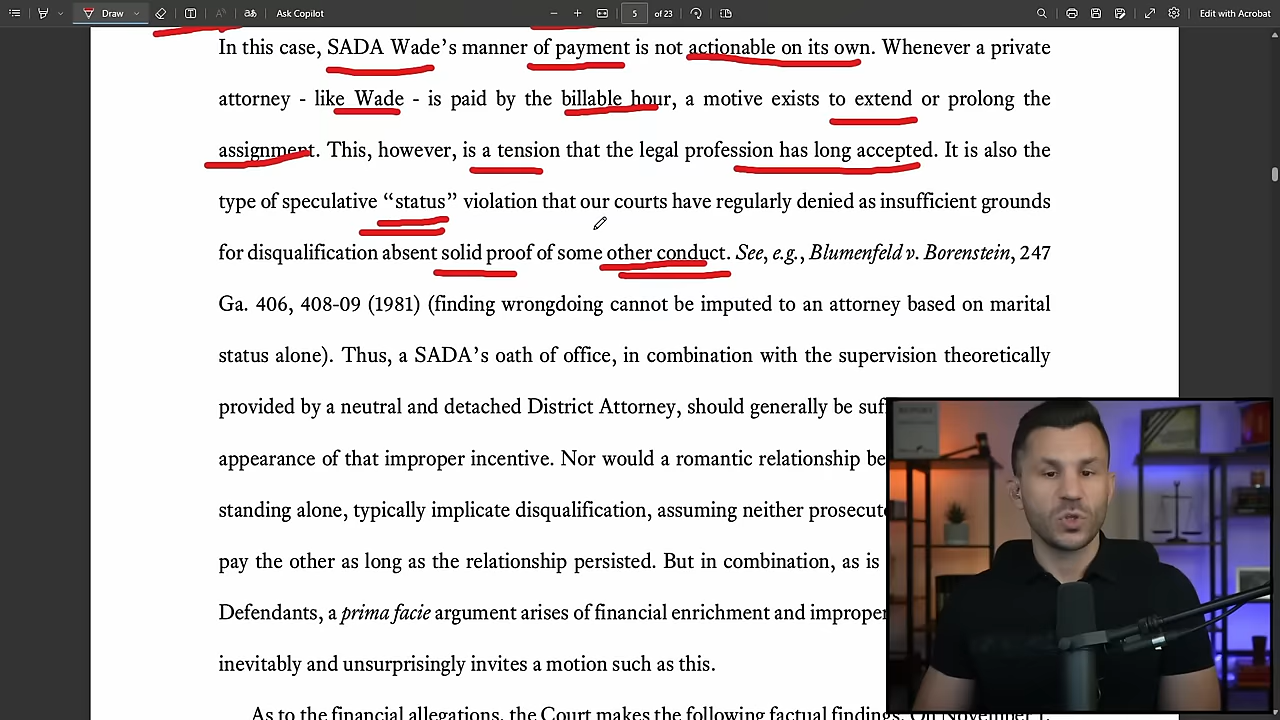 Draw
Ask Copilot
5 of 23
Edit with Acrobat
In this case, SADA Wade's manner of payment is not actionable on its own. Whenever a private
attorney - like Wade - is paid by the billable hour, a motive exists to extend or prolong the
assignment. This, however, is a tension that the legal profession has long accepted. It is also the
type of speculative “status” violation that our courts have regularly denied as insufficient grounds
for disqualification absent solid proof of some other conduct. See, e.g., Blumenfeld v. Borenstein, 247
Ga. 406, 408-09 (1981) (finding wrongdoing cannot be imputed to an attorney based on marital
status alone). Thus, a SADA's oath of office, in combination with the supervision theoretically
provided by a neutral and detached District Attorney, should generally be
appearance of that improper incentive. Nor would a romantic relationship
standing alone, typically implicate disqualification, assuming neither
pay the other as long as the relationship persisted. But in combination, as is
Defendants, a prima facie argument arises of financial enrichment and
inevitably and unsurprisingly invites a motion such as this.
As to the financial allegations, the Court makes the following factual findings. On November 1,